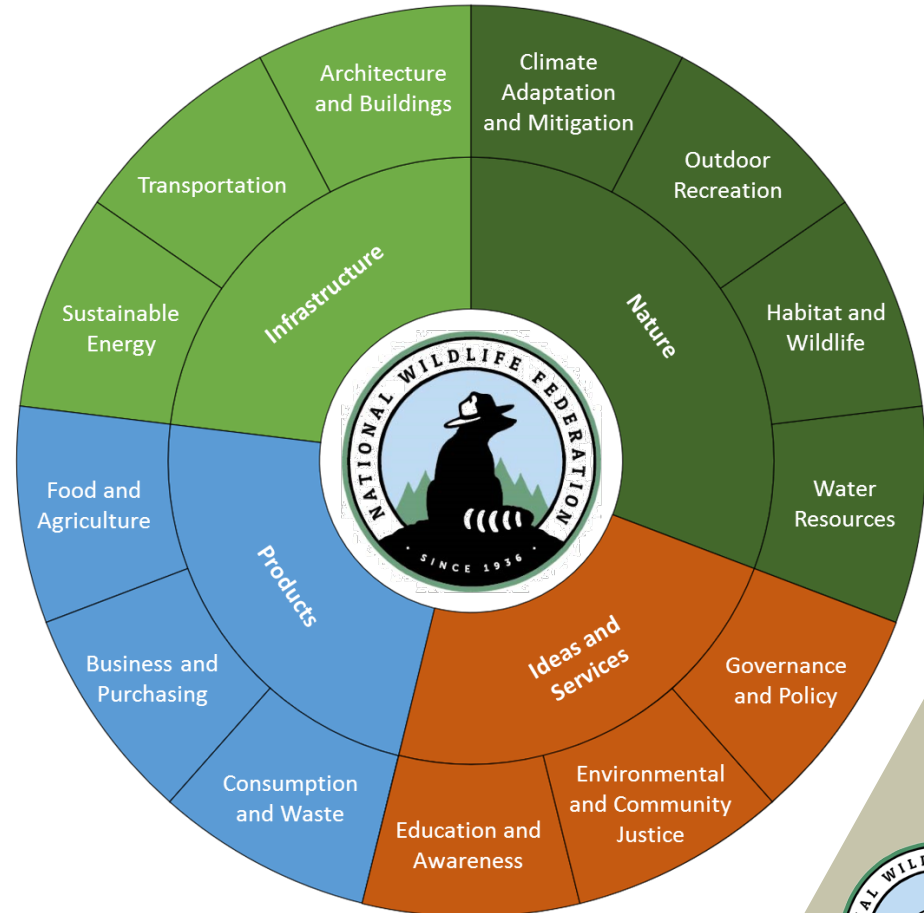 Architecture
and Buildings
Climate
Adaptation
and Mitigation
Transportation
Outdoor
Recreation
Sustainable
Energy
Infrastructure
Nature
Habitat and
Wildlife
NATIONAL WILDLIFE FEDERATION
· SINCE 1936 ·
Food and
Agriculture
Water
Resources
Products
Ideas and
Services
Business and
Purchasing
Governance
and Policy
Consumption
and Waste
Education and
Awareness
Environmental
and Community
Justice